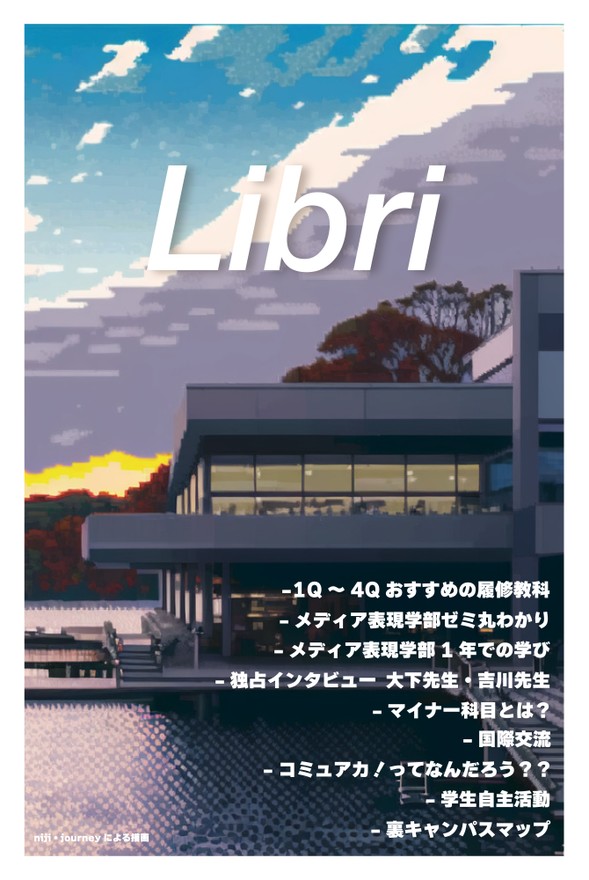 Libri
-1Q ～ 4Q おすすめの履修教科
- メディア表現学部ゼミ丸わかり
- メディア表現学部 1 年での学び
- 独占インタビュー 大下先生・吉川先生
- マイナー科目とは？
- 国際交流
- コミュアカ！ってなんだろう？？
- 学生自主活動
- 裏キャンパスマップ
niji・journey による描画